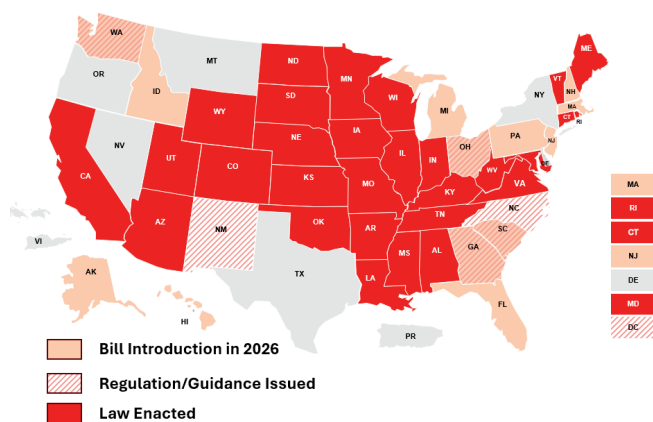 WA
OR
ID
MT
NV
CA
WY
UT
CO
AZ
NM
ND
SD
NE
KS
OK
TX
MN
IA
MO
AR
LA
WI
IL
IN
MI
OH
KY
TN
MS
AL
GA
FL
SC
NC
VA
WV
PA
NY
NJ
DE
VT
NH
MA
CT
RI
ME
VI
AK
HI
PR
MA
RI
CT
NJ
DE
MD
DC
Bill Introduction in 2026
Regulation/Guidance Issued
Law Enacted